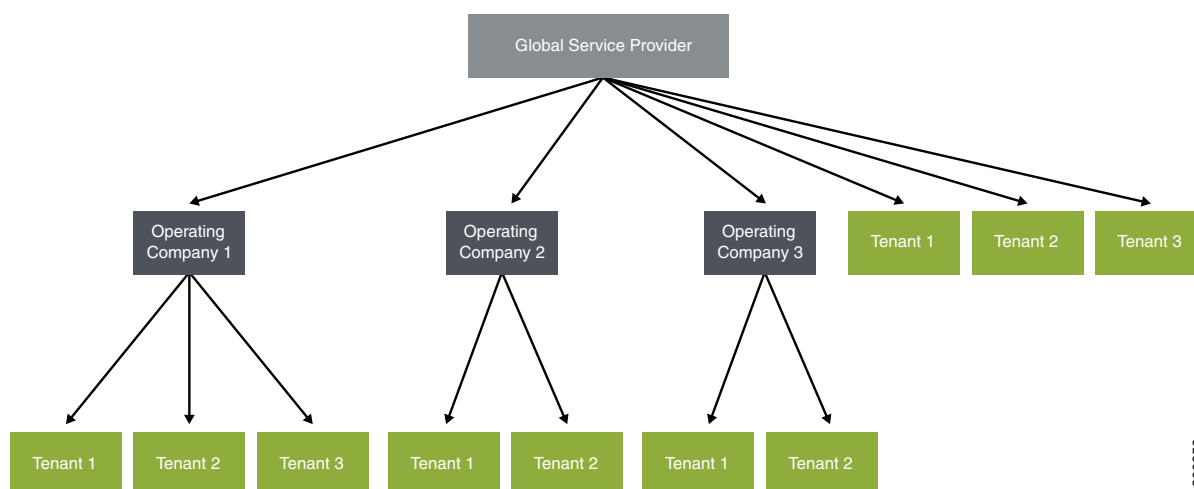 Global Service Provider
Operating
Company 1
Operating
Company 2
Operating
Company 3
Tenant 1
Tenant 2
Tenant 3
Tenant 1
Tenant 2
Tenant 3
Tenant 1
Tenant 2
Tenant 1
Tenant 2